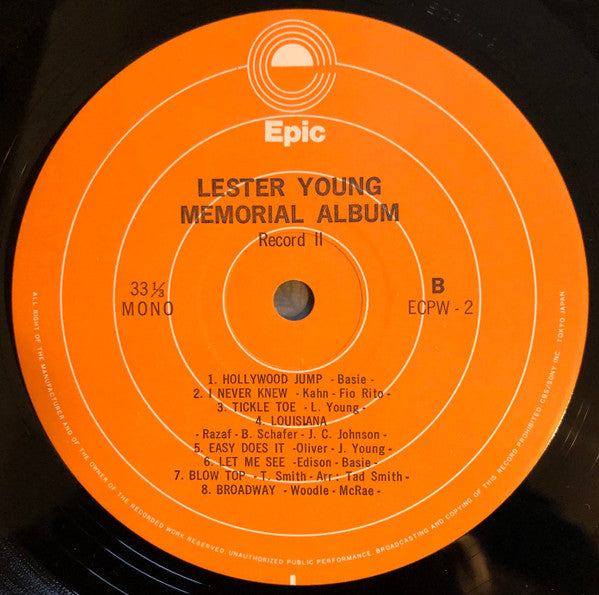 Epic
LESTER YOUNG
MEMORIAL ALBUM
Record II
33 ⅓
MONO
B
ECPW - 2
1. HOLLYWOOD JUMP - Basie -
2. I NEVER KNEW - Kahn - Fio Rito -
3. TICKLE TOE - L. Young -
4. LOUISIANA
- Razaf - B. Schafer - J. C. Johnson -
5. EASY DOES IT - Oliver - J. Young -
6. LET ME SEE - Edison - Basie -
7. BLOW TOP - T. Smith - Arr : Tad Smith -
8. BROADWAY - Woodle - McRae -
ALL RIGHT OF THE MANUFACTURER AND OF THE OWNER OF THE RECORDED WORK RESERVED. UNAUTHORIZED PUBLIC PERFORMANCE. BROADCASTING AND COPYING OF THIS RECORD PROHIBITED CBS/SONY INC. TOKYO JAPAN